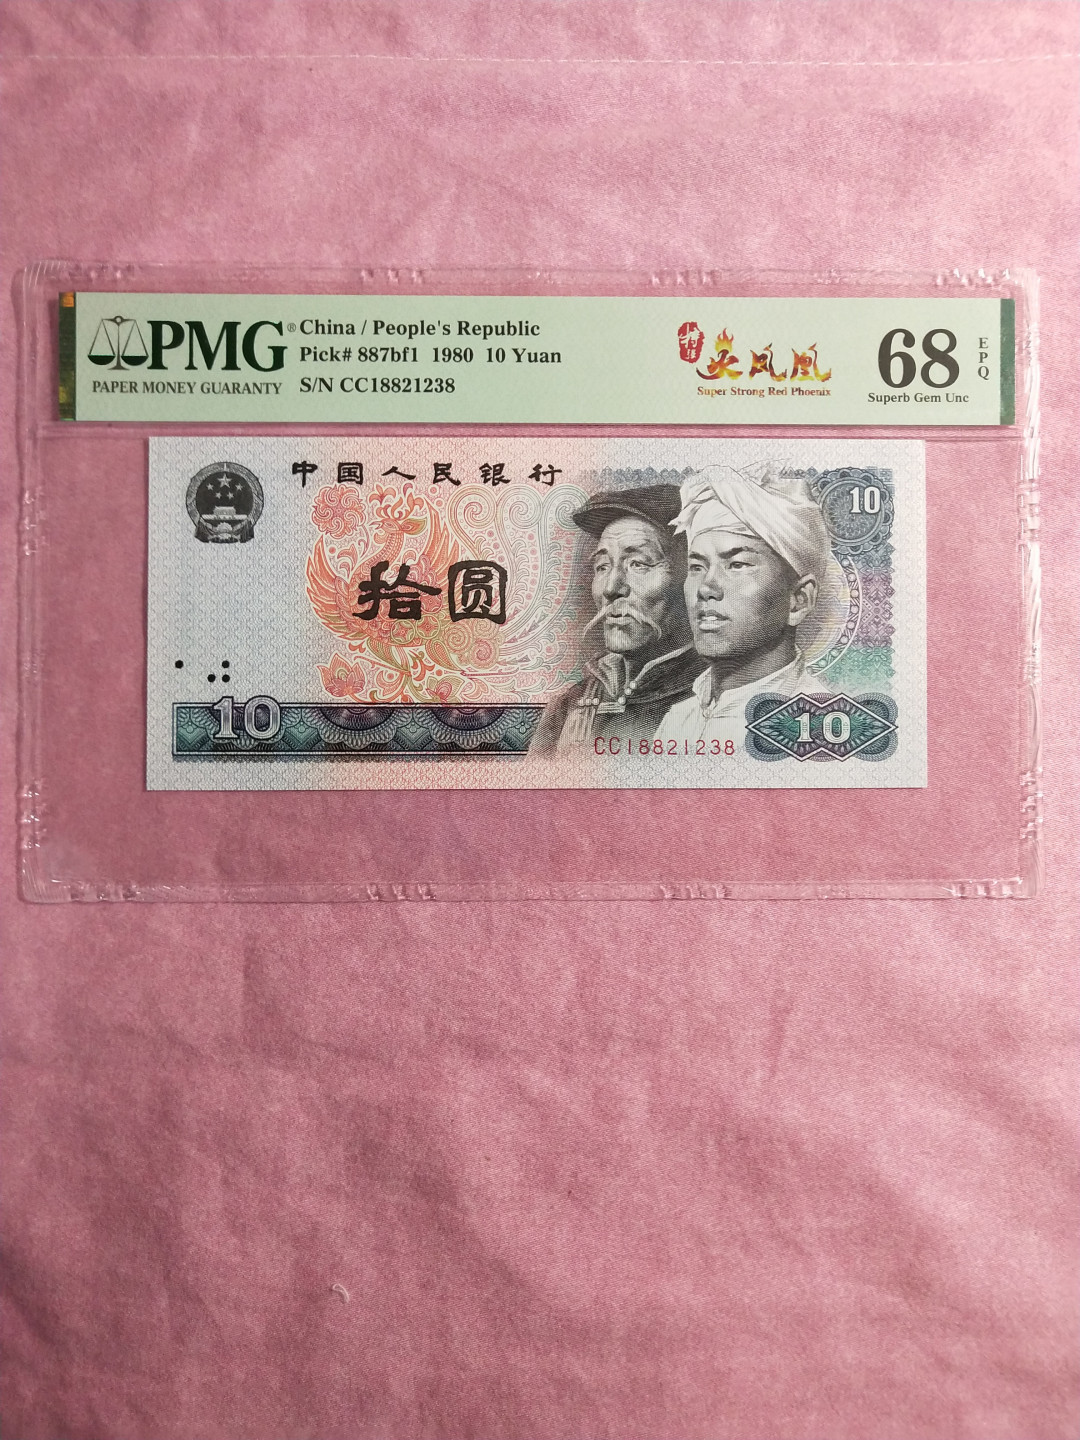 PMG®
PAPER MONEY GUARANTY
China / People's Republic
Pick# 887bf1 1980 10 Yuan
S/N CC18821238
火凤凰
Super Strong Red Phoenix
68
EPQ
Superb Gem Unc
中国人民银行
10
拾圆
10
CC18821238
10